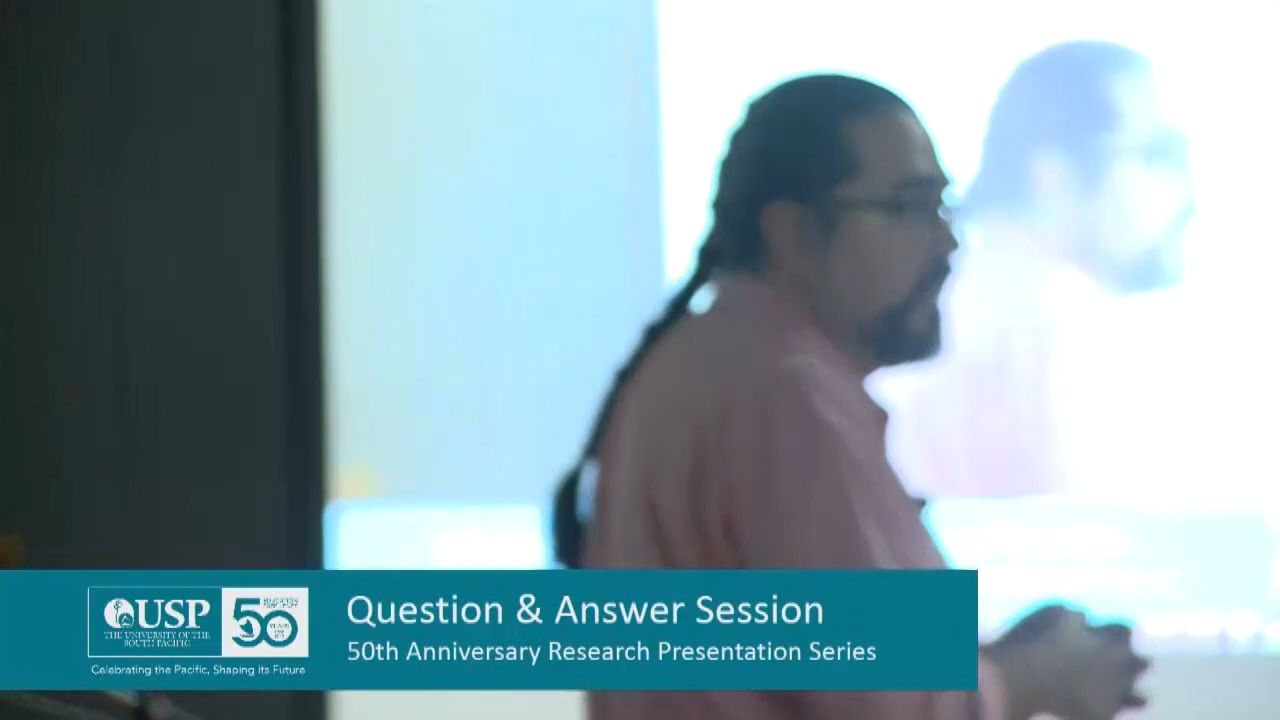 USP
THE UNIVERSITY OF THE
SOUTH PACIFIC
50
YEARS
Celebrating the Pacific, Shaping its Future
Question & Answer Session
50th Anniversary Research Presentation Series